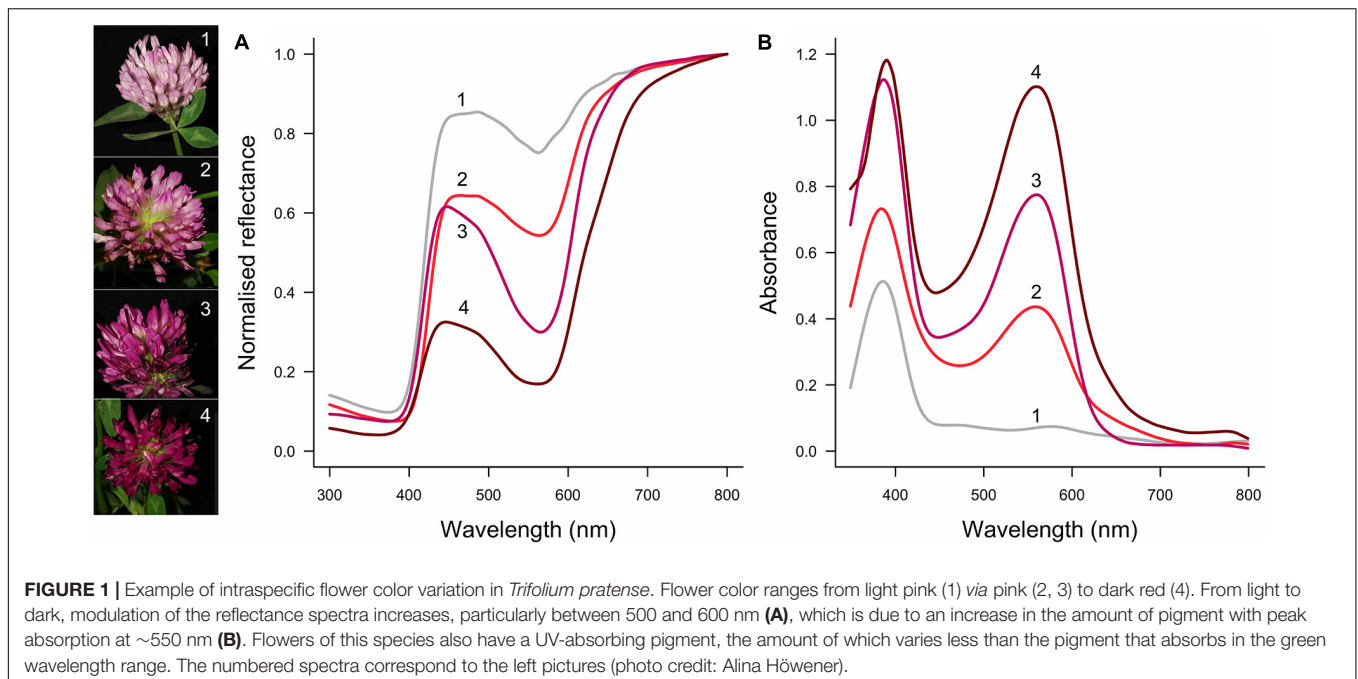 1
2
3
4
A
Normalised reflectance
1.0
0.8
0.6
0.4
0.2
0.0
1
2
3
4
300 400 500 600 700 800
Wavelength (nm)
B
Absorbance
1.2
1.0
0.8
0.6
0.4
0.2
0.0
4
3
2
1
400 500 600 700 800
Wavelength (nm)
FIGURE 1 | Example of intraspecific flower color variation in Trifolium pratense. Flower color ranges from light pink (1) via pink (2, 3) to dark red (4). From light to
dark, modulation of the reflectance spectra increases, particularly between 500 and 600 nm (A), which is due to an increase in the amount of pigment with peak
absorption at ∼550 nm (B). Flowers of this species also have a UV-absorbing pigment, the amount of which varies less than the pigment that absorbs in the green
wavelength range. The numbered spectra correspond to the left pictures (photo credit: Alina Höwener).